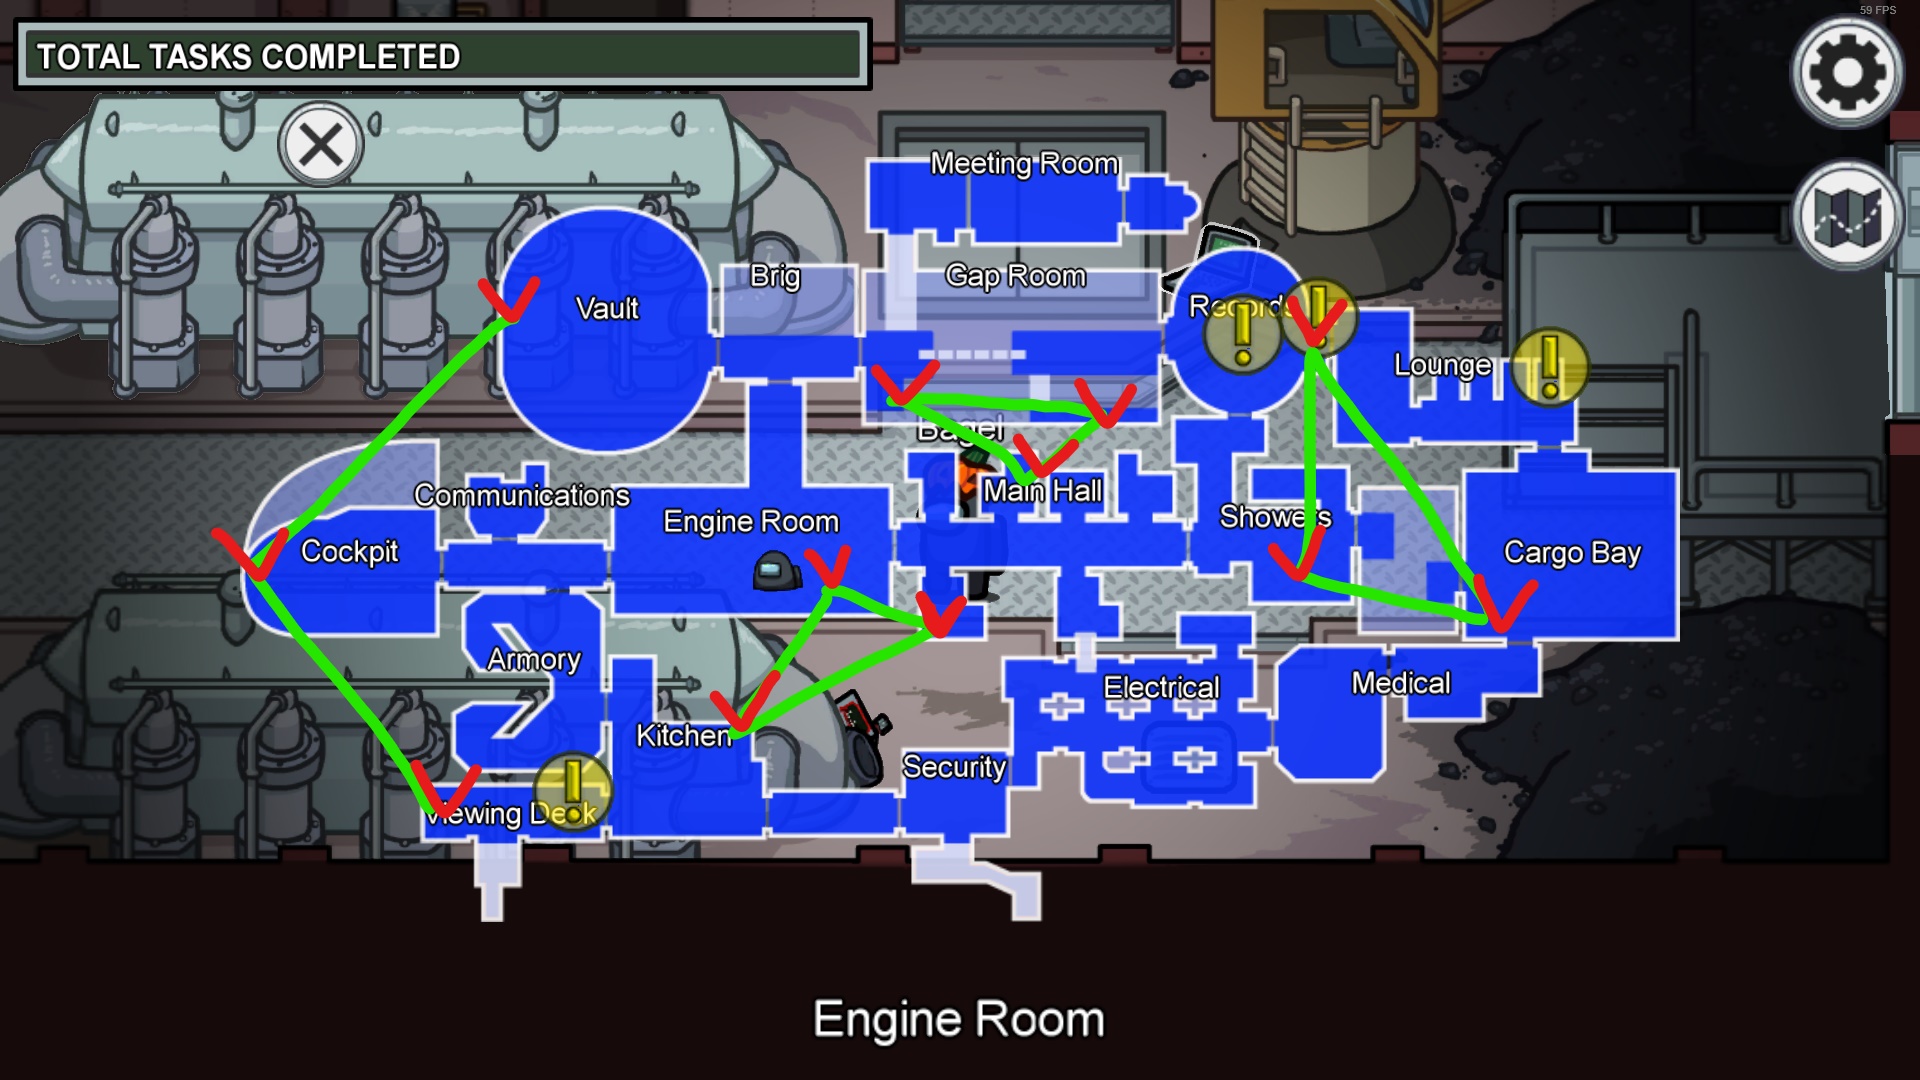 59 FPS
TOTAL TASKS COMPLETED
Meeting Room
Brig
Gap Room
Vault
Records
Lounge
Bagel
Communications
Main Hall
Engine Room
Showers
Cockpit
Cargo Bay
Armory
Medical
Electrical
Kitchen
Security
Viewing Deck
Engine Room